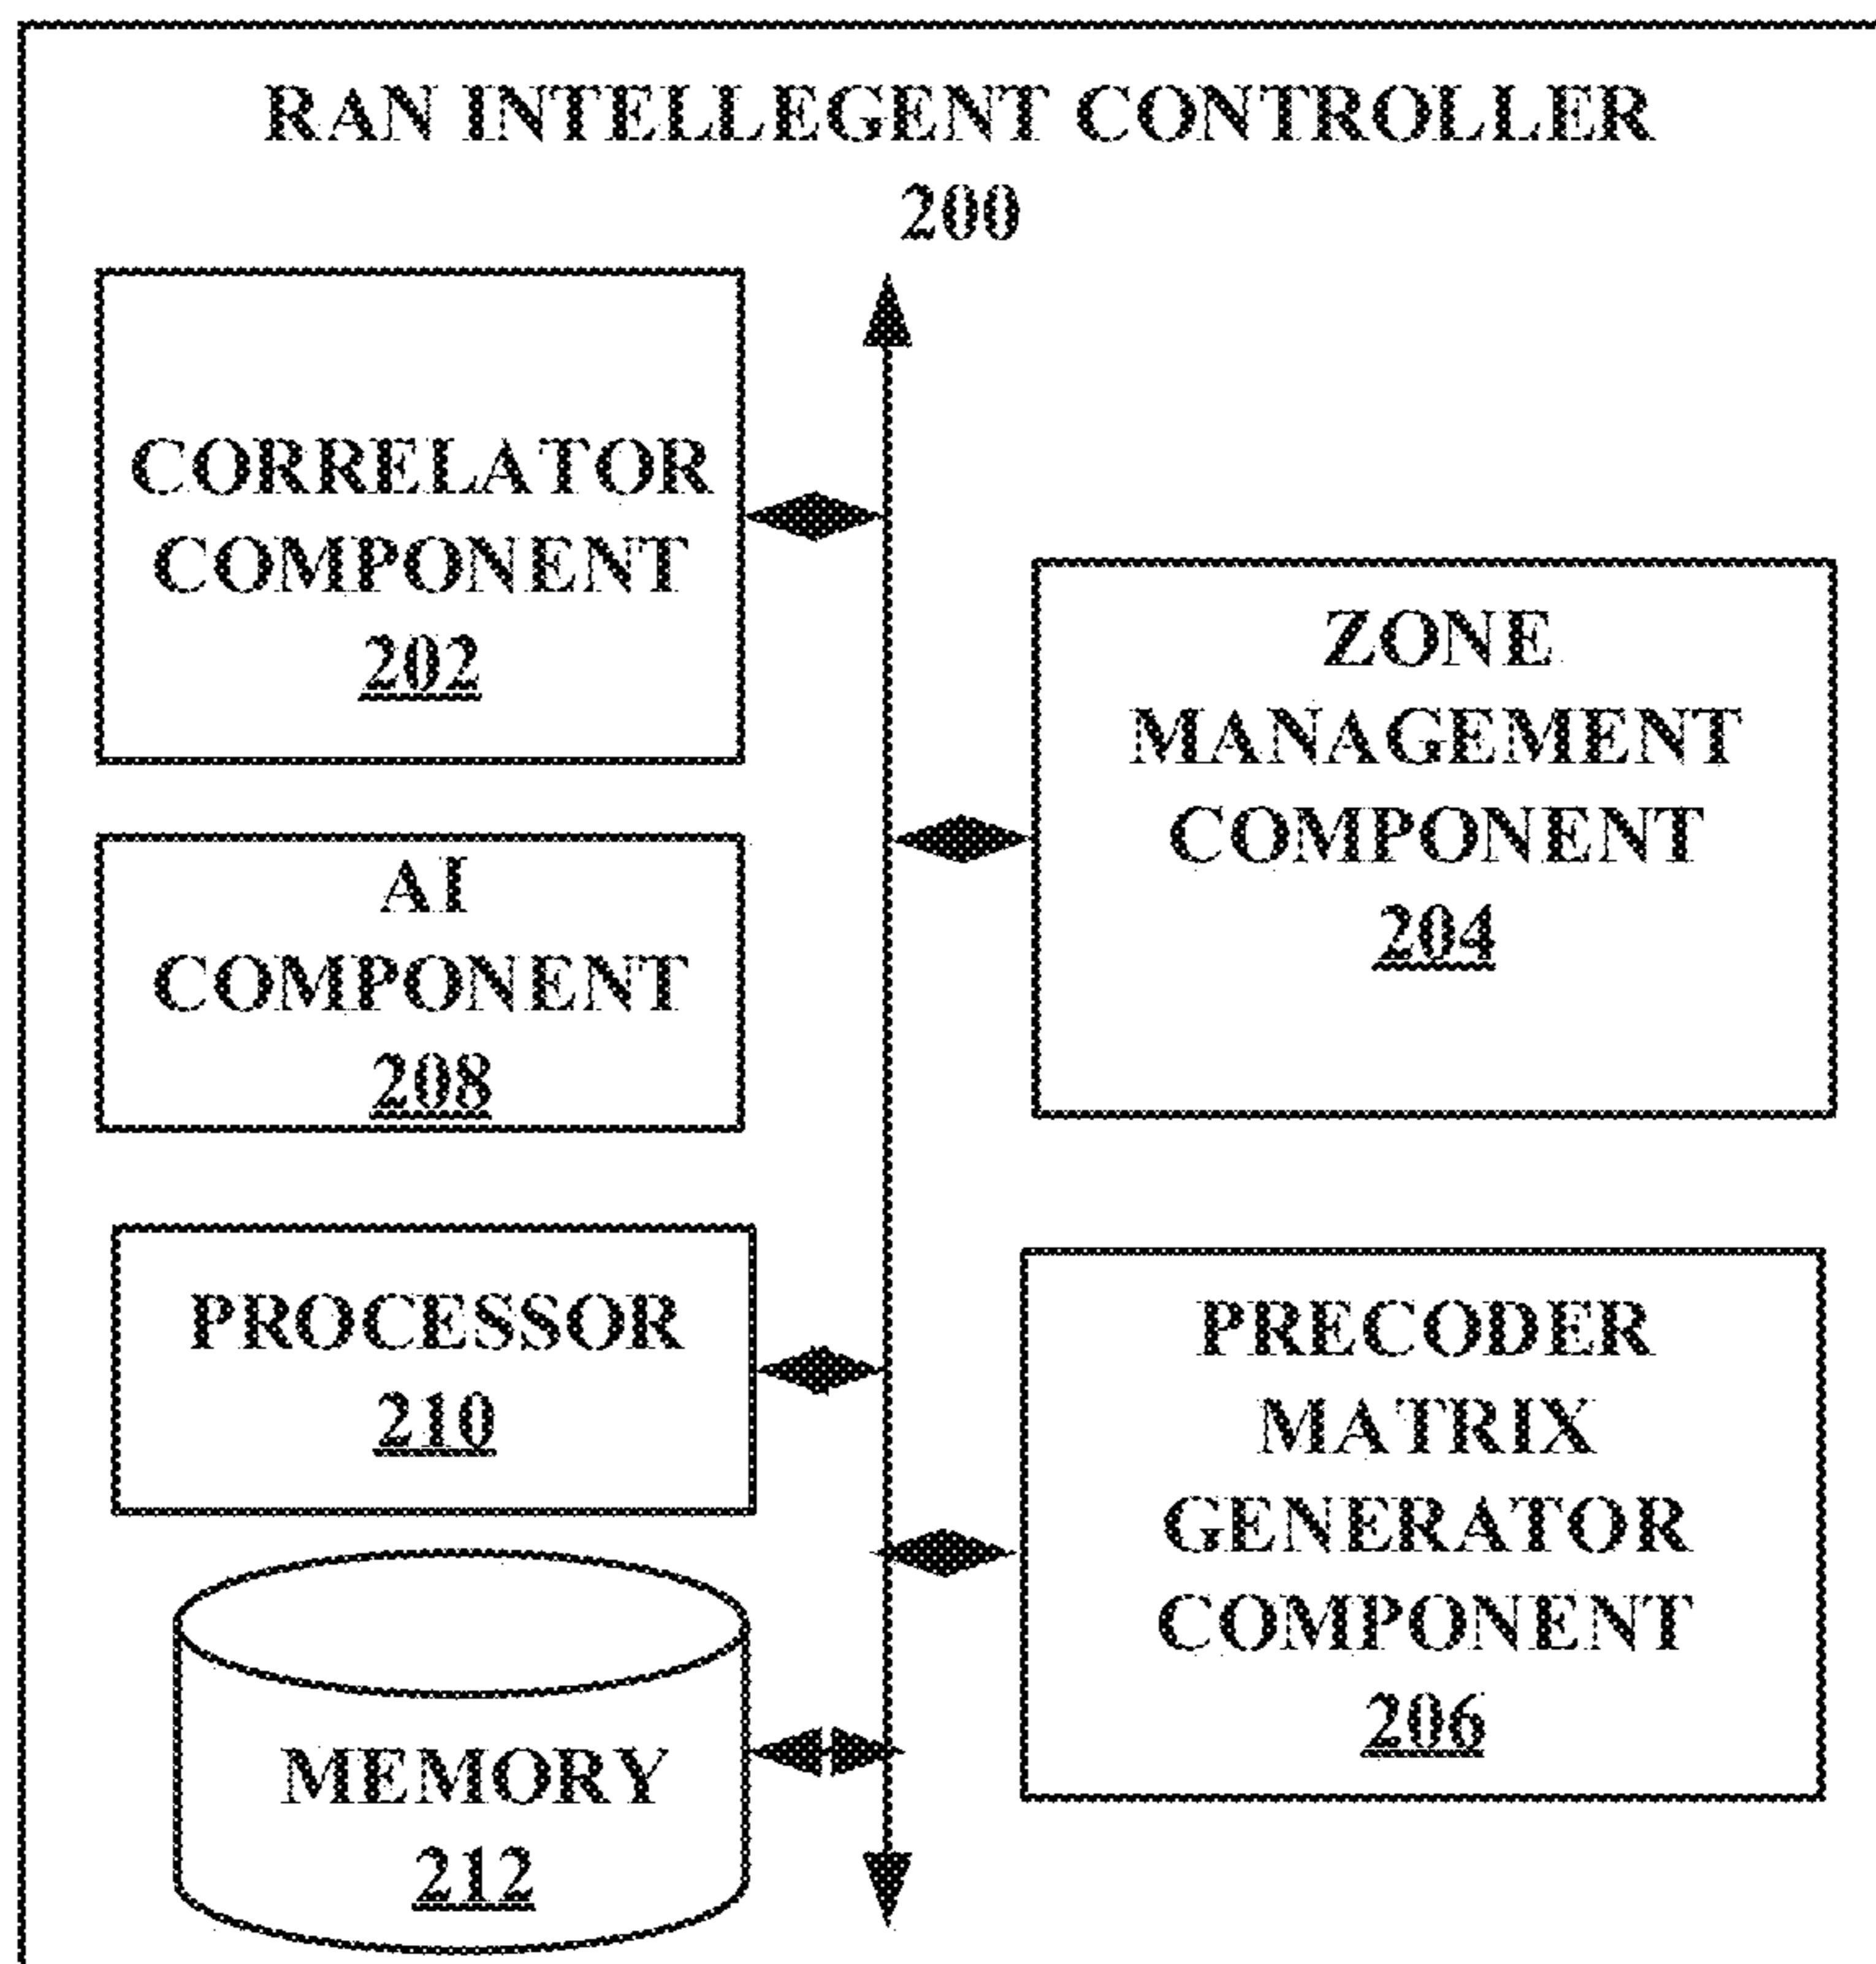 RAN INTELLEGENT CONTROLLER
200
CORRELATOR
COMPONENT
202
ZONE
MANAGEMENT
COMPONENT
204
AI
COMPONENT
208
PROCESSOR
210
PRECODER
MATRIX
GENERATOR
COMPONENT
206
MEMORY
212